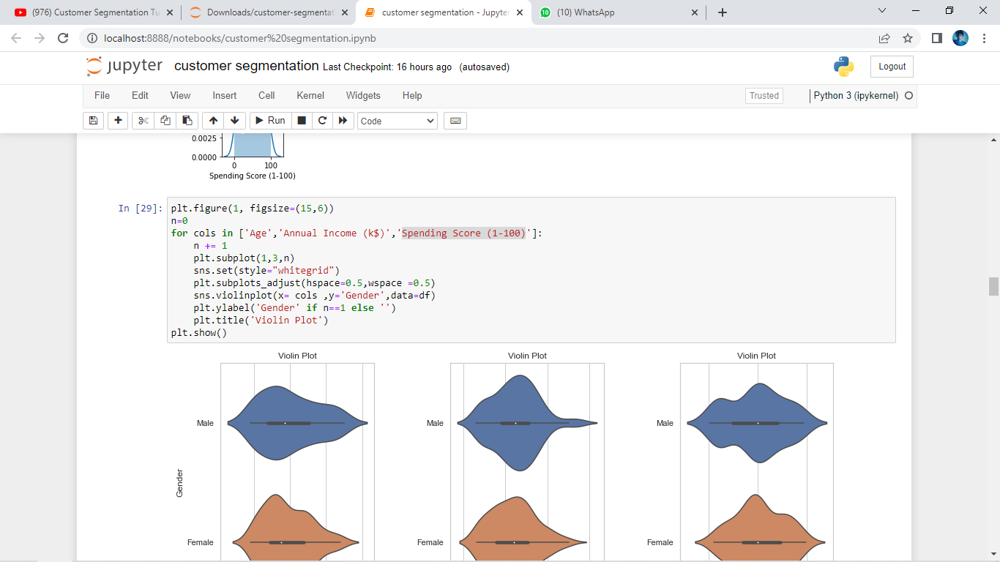 (976) Customer Segmentation Tu
Downloads/customer-segmentat
customer segmentation - Jupyter
10 (10) WhatsApp
localhost:8888/notebooks/customer%20segmentation.ipynb
jupyter customer segmentation Last Checkpoint: 16 hours ago (autosaved)
Logout
File Edit View Insert Cell Kernel Widgets Help
Trusted
Python 3 (ipykernel)
Run
Code
0.0025
0.0000
0 100
Spending Score (1-100)
In [29]:
plt.figure(1, figsize=(15,6))
n=0
for cols in ['Age','Annual Income (k$)','Spending Score (1-100)']:
    n += 1
    plt.subplot(1,3,n)
    sns.set(style="whitegrid")
    plt.subplots_adjust(hspace=0.5,wspace =0.5)
    sns.violinplot(x= cols ,y='Gender',data=df)
    plt.ylabel('Gender' if n==1 else '')
    plt.title('Violin Plot')
plt.show()
Violin Plot Violin Plot Violin Plot
Male Male Male
Gender
Female Female Female